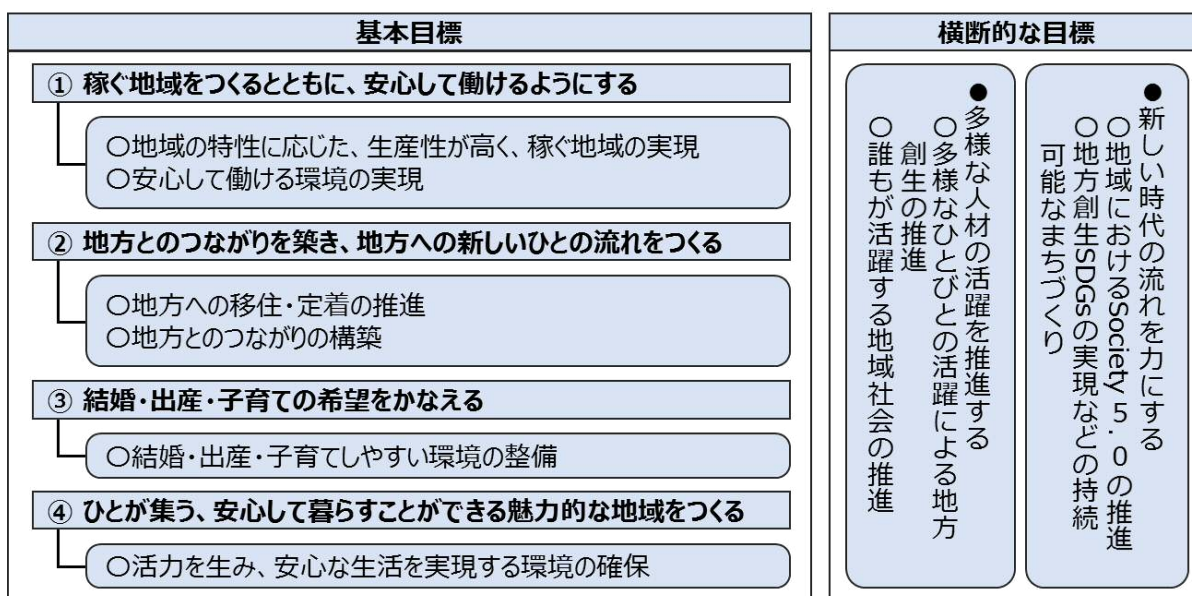 基本目標
① 稼ぐ地域をつくるとともに、安心して働けるようにする
○地域の特性に応じた、生産性が高く、稼ぐ地域の実現
○安心して働ける環境の実現
② 地方とのつながりを築き、地方への新しいひとの流れをつくる
○地方への移住・定着の推進
○地方とのつながりの構築
③ 結婚・出産・子育ての希望をかなえる
○結婚・出産・子育てしやすい環境の整備
④ ひとが集う、安心して暮らすことができる魅力的な地域をつくる
○活力を生み、安心な生活を実現する環境の確保
横断的な目標
●新しい時代の流れを力にする
○地域におけるSociety 5.0の推進
○地方創生SDGsの実現などの持続
可能なまちづくり
●多様な人材の活躍を推進する
○多様なひとびとの活躍による地方
創生の推進
○誰もが活躍する地域社会の推進